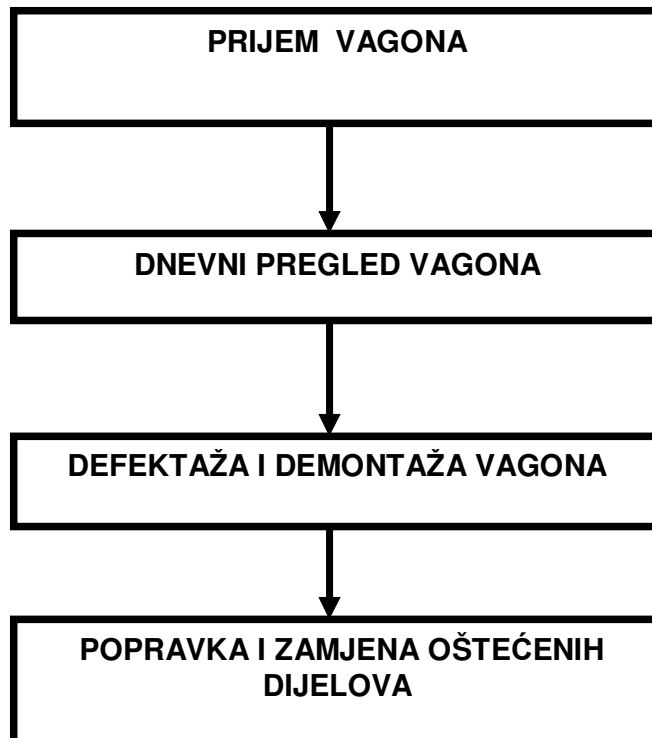 PRIJEM VAGONA
DNEVNI PREGLED VAGONA
DEFEKTAŽA I DEMONTAŽA VAGONA
POPRAVKA I ZAMJENA OŠTEĆENIH
DIJELOVA